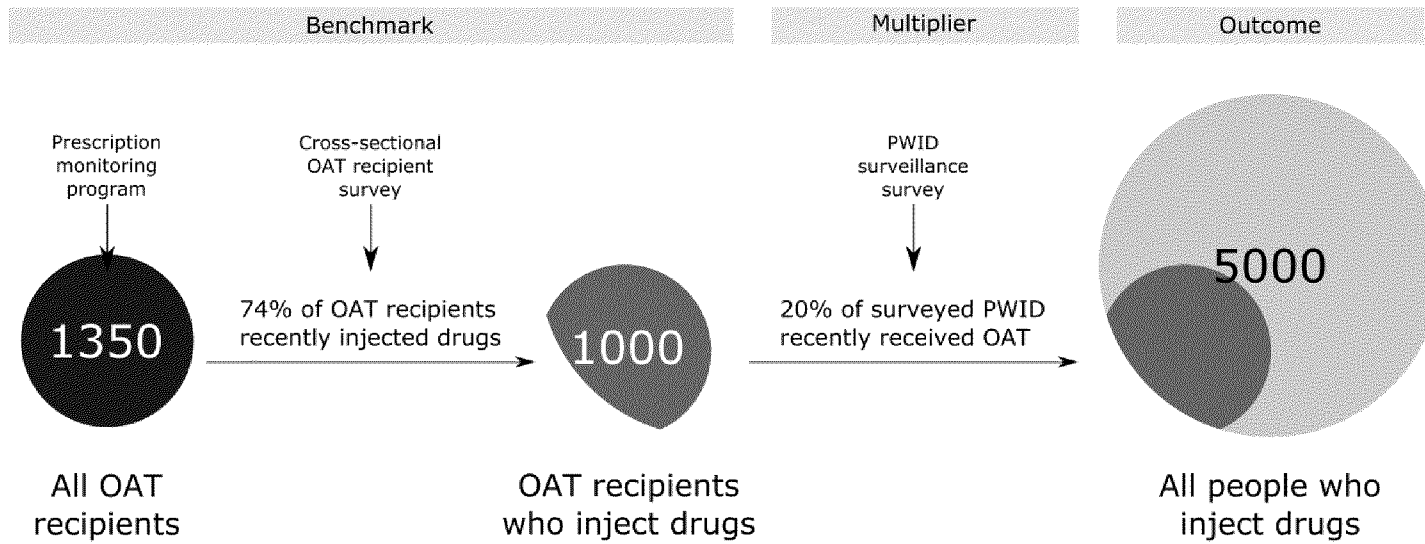 Benchmark
Multiplier
Outcome
Prescription
monitoring
program
Cross-sectional
OAT recipient
survey
PWID
surveillance
survey
1350
74% of OAT recipients
recently injected drugs
1000
20% of surveyed PWID
recently received OAT
5000
All OAT
recipients
OAT recipients
who inject drugs
All people who
inject drugs